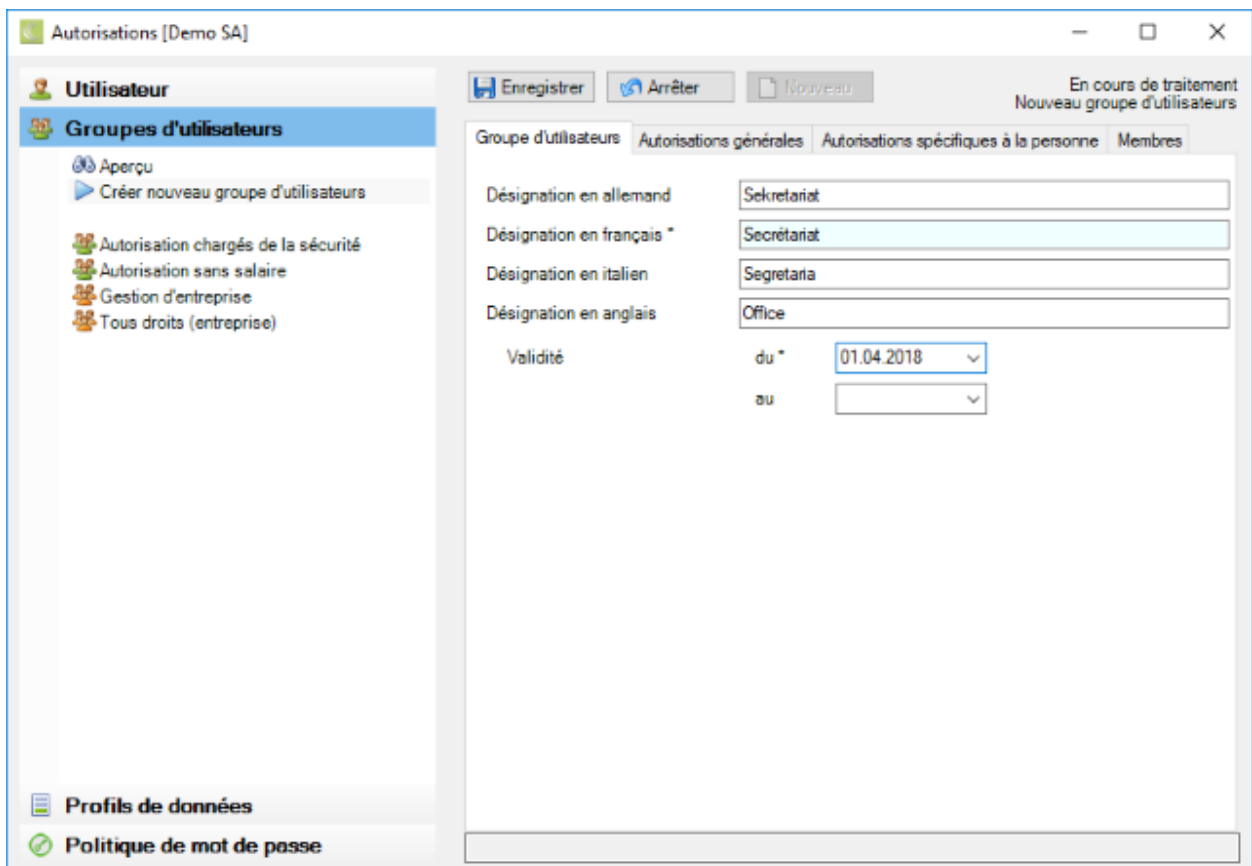 Autorisations [Demo SA]
Utilisateur
Groupes d'utilisateurs
Aperçu
Créer nouveau groupe d'utilisateurs
Autorisation chargés de la sécurité
Autorisation sans salaire
Gestion d'entreprise
Tous droits (entreprise)
Profils de données
Politique de mot de passe
Enregistrer Arrêter Nouveau
En cours de traitement
Nouveau groupe d'utilisateurs
Groupe d'utilisateurs Autorisations générales Autorisations spécifiques à la personne Membres
Désignation en allemand Sekretariat
Désignation en français * Secrétariat
Désignation en italien Segretaria
Désignation en anglais Office
Validité du * 01.04.2018
au